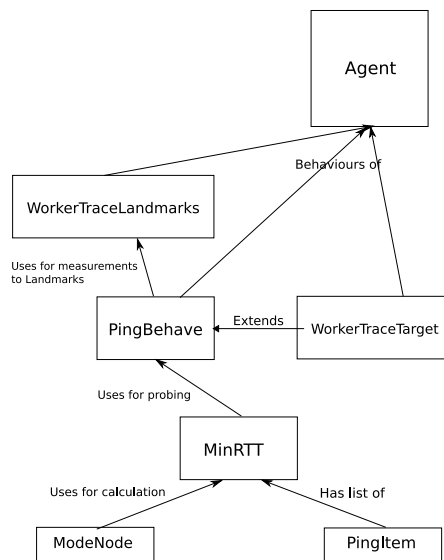 Agent
Behaviours of
WorkerTraceLandmarks
Uses for measurements
to Landmarks
PingBehave
Extends
WorkerTraceTarget
Uses for probing
MinRTT
Uses for calculation
Has list of
ModeNode
PingItem